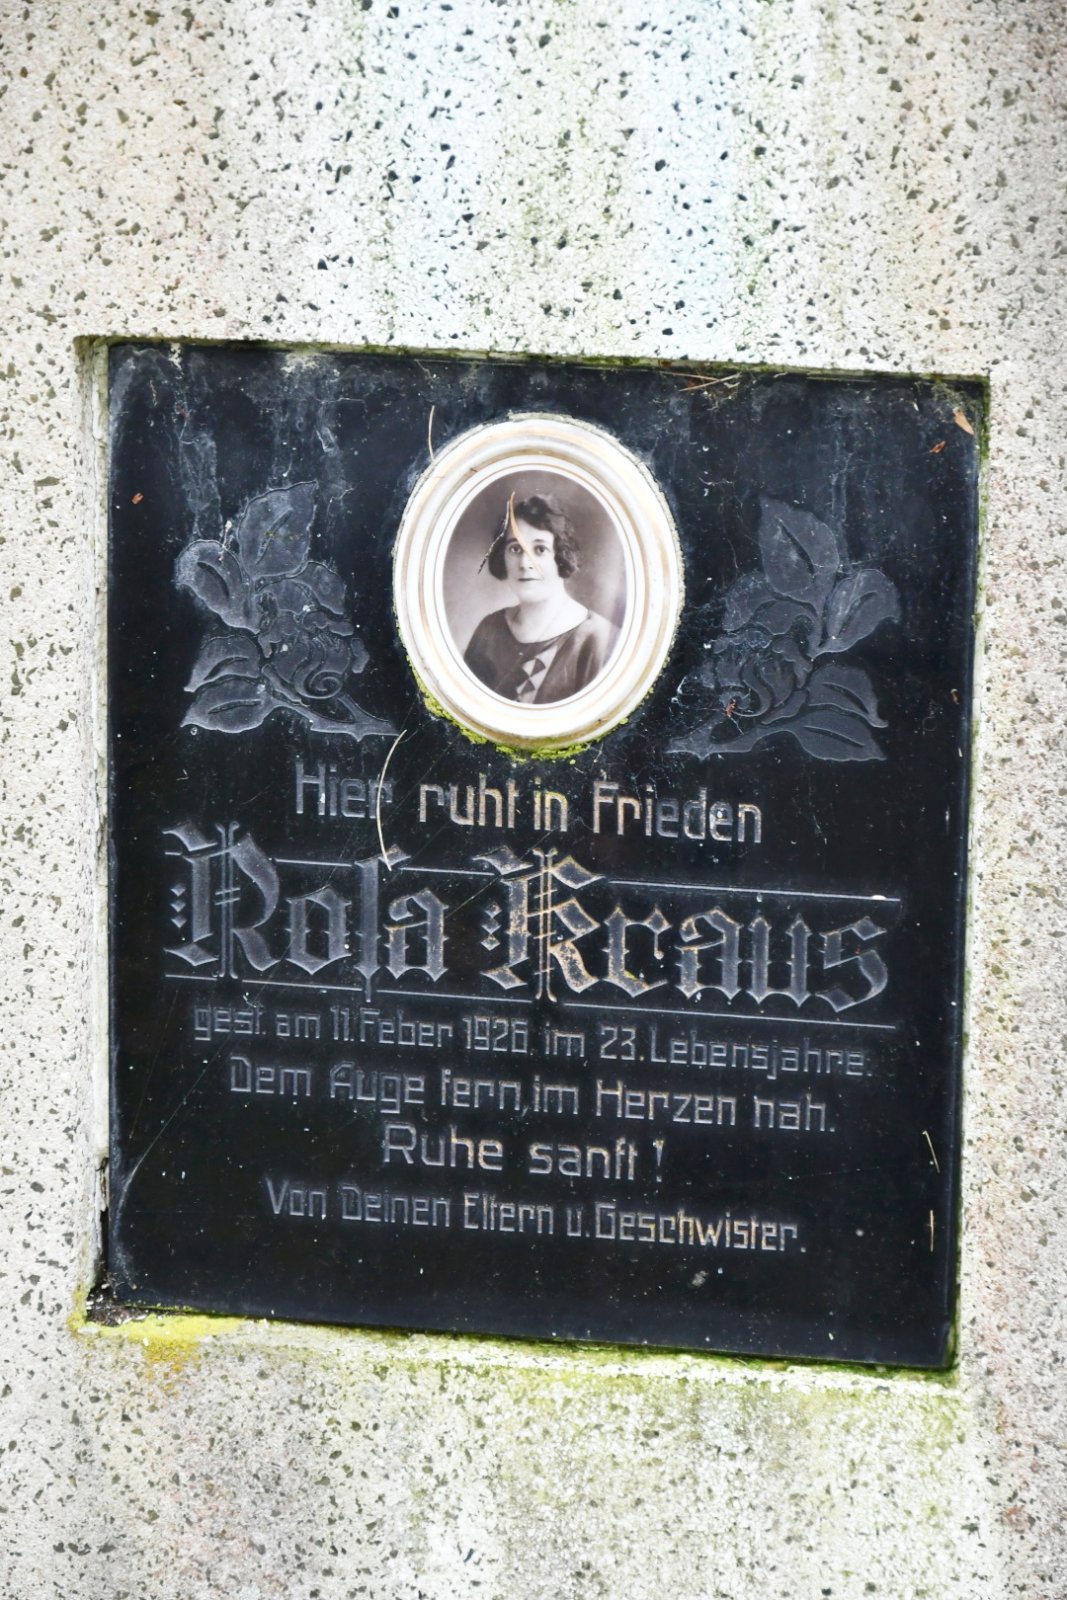 Hier ruht in Frieden
Roſa Kraus
gest. am 11. Feber 1926 im 23. Lebensjahre.
Dem Auge fern, im Herzen nah.
Ruhe sanft!
Von Deinen Eltern u. Geschwister.